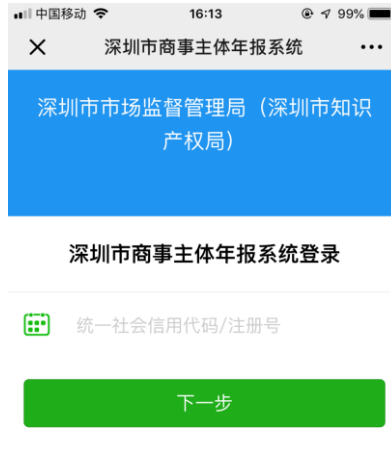 中国移动 16:13 99%
深圳市商事主体年报系统
深圳市市场监督管理局（深圳市知识
产权局）
深圳市商事主体年报系统登录
统一社会信用代码/注册号
下一步